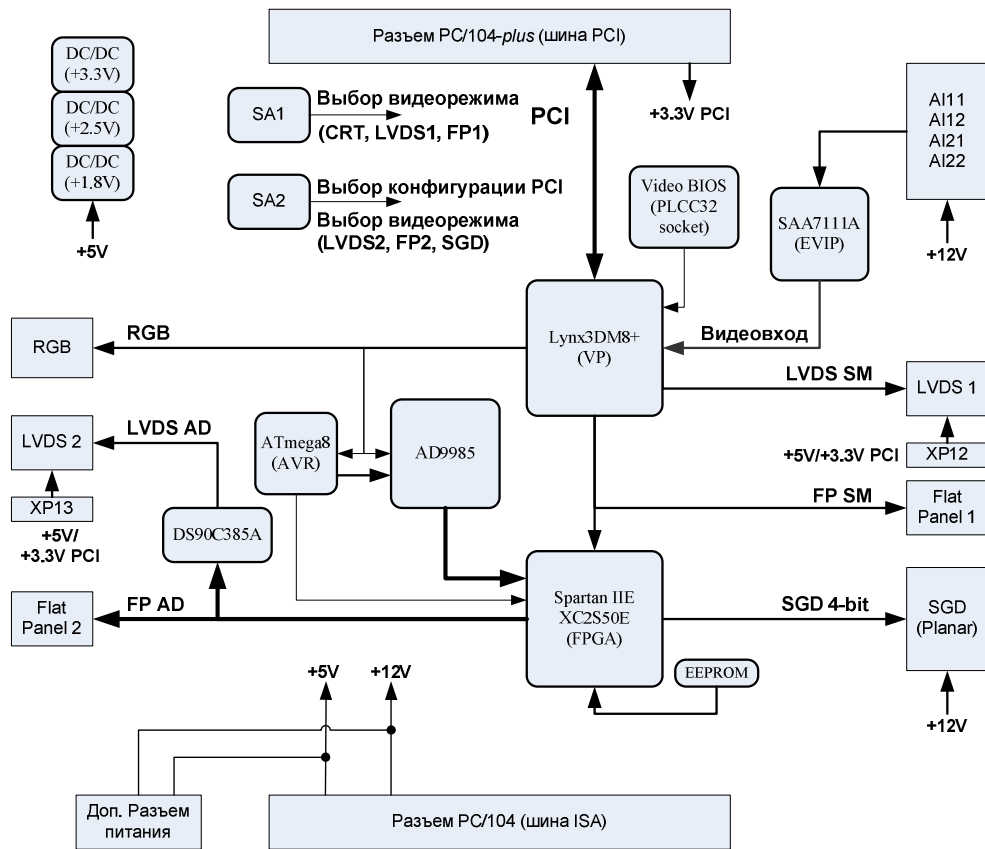 Разъем PC/104-plus (шина PCI)
DC/DC
(+3.3V)
DC/DC
(+2.5V)
DC/DC
(+1.8V)
+5V
SA1
Выбор видеорежима
(CRT, LVDS1, FP1)
PCI
+3.3V PCI
AI11
AI12
AI21
AI22
+12V
SA2
Выбор конфигурации PCI
Выбор видеорежима
(LVDS2, FP2, SGD)
Video BIOS
(PLCC32
socket)
SAA7111A
(EVIP)
RGB
RGB
Lynx3DM8+
(VP)
Видеовход
LVDS SM
LVDS 1
XP12
+5V/+3.3V PCI
LVDS 2
LVDS AD
XP13
+5V/
+3.3V PCI
ATmega8
(AVR)
AD9985
FP SM
Flat
Panel 1
DS90C385A
Flat
Panel 2
FP AD
Spartan IIE
XC2S50E
(FPGA)
SGD 4-bit
SGD
(Planar)
+12V
EEPROM
+5V
+12V
Доп. Разъем
питания
Разъем PC/104 (шина ISA)